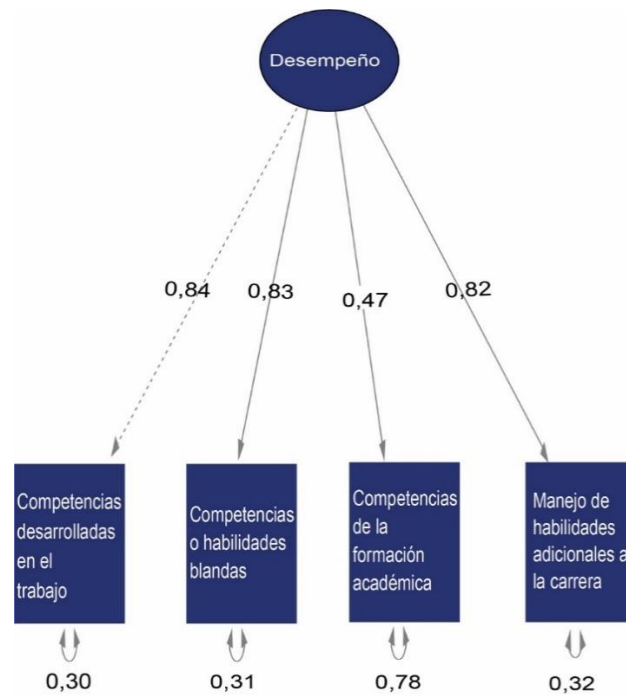 Desempeño
0,84
0,83
0,47
0,82
Competencias
desarrolladas
en el
trabajo
Competencias
o habilidades
blandas
Competencias
de la
formación
académica
Manejo de
habilidades
adicionales a
la carrera
0,30
0,31
0,78
0,32